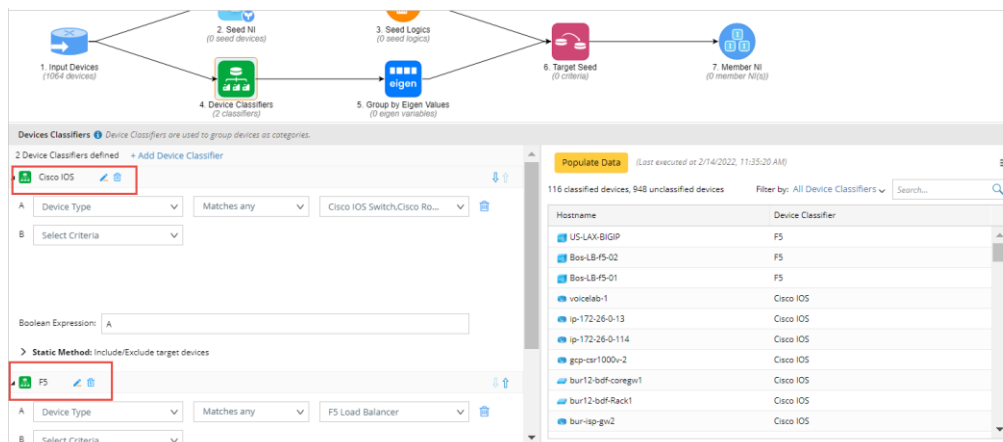 2. Seed NI
(0 seed devices)
3. Seed Logics
(0 seed logics)
1. Input Devices
(1064 devices)
eigen
6. Target Seed
(0 criteria)
7. Member NI
(0 member NI(s))
4. Device Classifiers
(2 classifiers)
5. Group by Eigen Values
(0 eigen variables)
Devices Classifiers Device Classifiers are used to group devices as categories.
2 Device Classifiers defined + Add Device Classifier
Cisco IOS
A Device Type Matches any Cisco IOS Switch,Cisco Ro...
B Select Criteria
Boolean Expression: A
Static Method: Include/Exclude target devices
F5
A Device Type Matches any F5 Load Balancer
B Select Criteria
Populate Data (Last executed at 2/14/2022, 11:35:20 AM)
116 classified devices, 948 unclassified devices Filter by: All Device Classifiers Search...
Hostname Device Classifier
US-LAX-BIGIP F5
Bos-LB-f5-02 F5
Bos-LB-f5-01 F5
voicelab-1 Cisco IOS
ip-172-26-0-13 Cisco IOS
ip-172-26-0-114 Cisco IOS
gcp-csr1000v-2 Cisco IOS
bur12-bdf-coregw1 Cisco IOS
bur12-bdf-Rack1 Cisco IOS
bur-isp-gw2 Cisco IOS